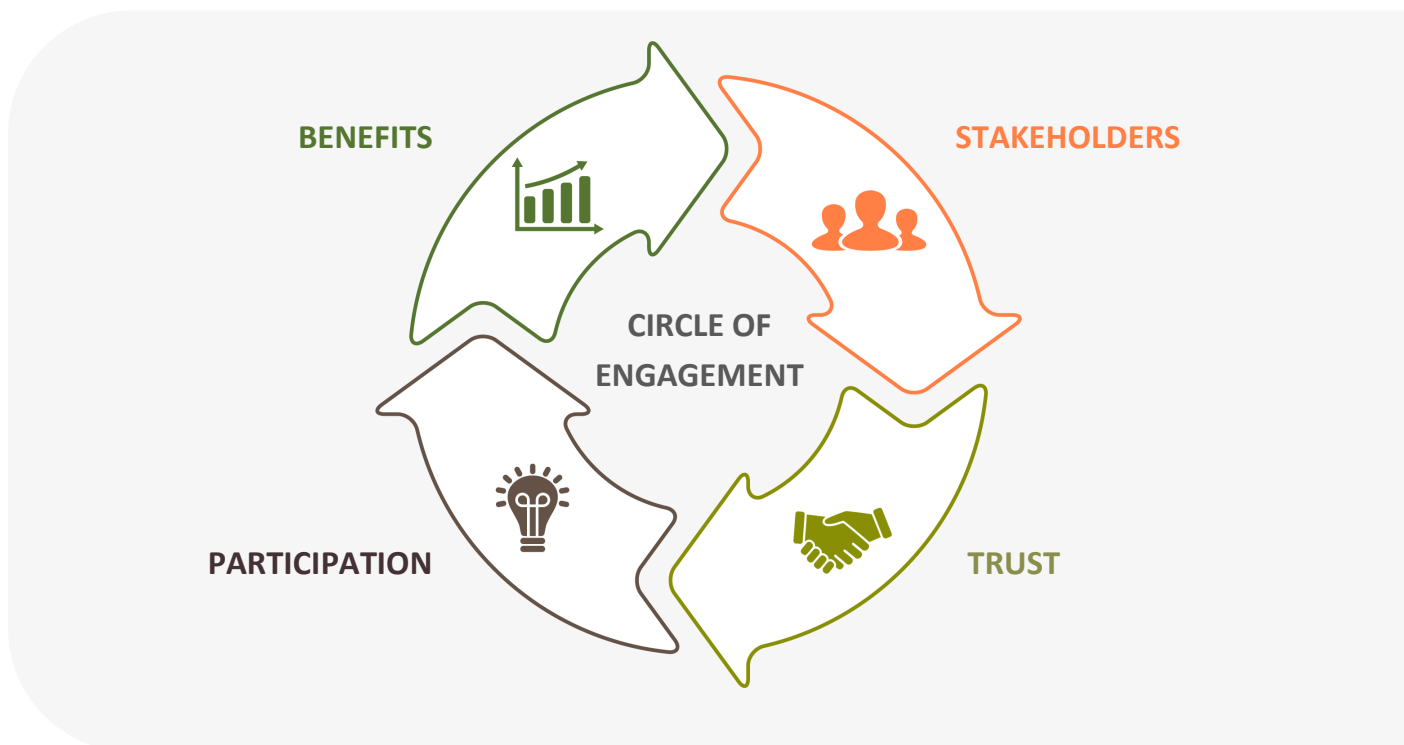 BENEFITS
STAKEHOLDERS
CIRCLE OF
ENGAGEMENT
PARTICIPATION
TRUST